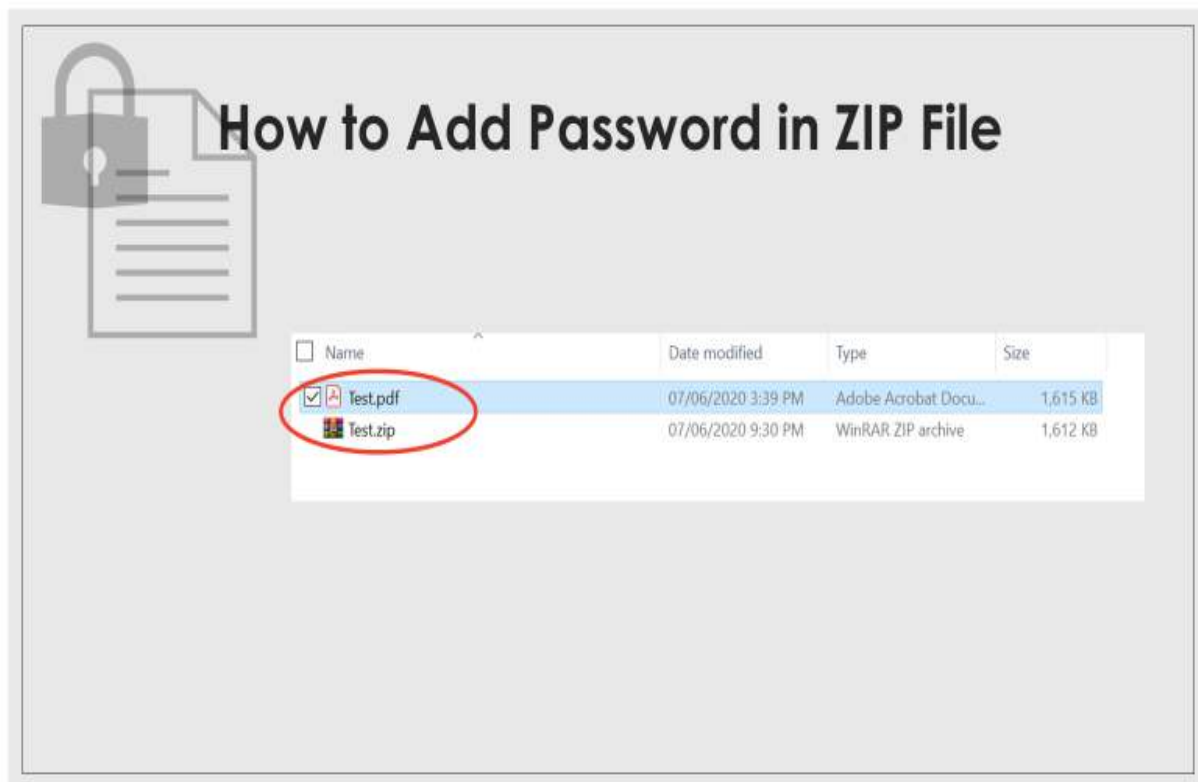 How to Add Password in ZIP File
Name Date modified Type Size
Test.pdf 07/06/2020 3:39 PM Adobe Acrobat Docu... 1,615 KB
Test.zip 07/06/2020 9:30 PM WinRAR ZIP archive 1,612 KB